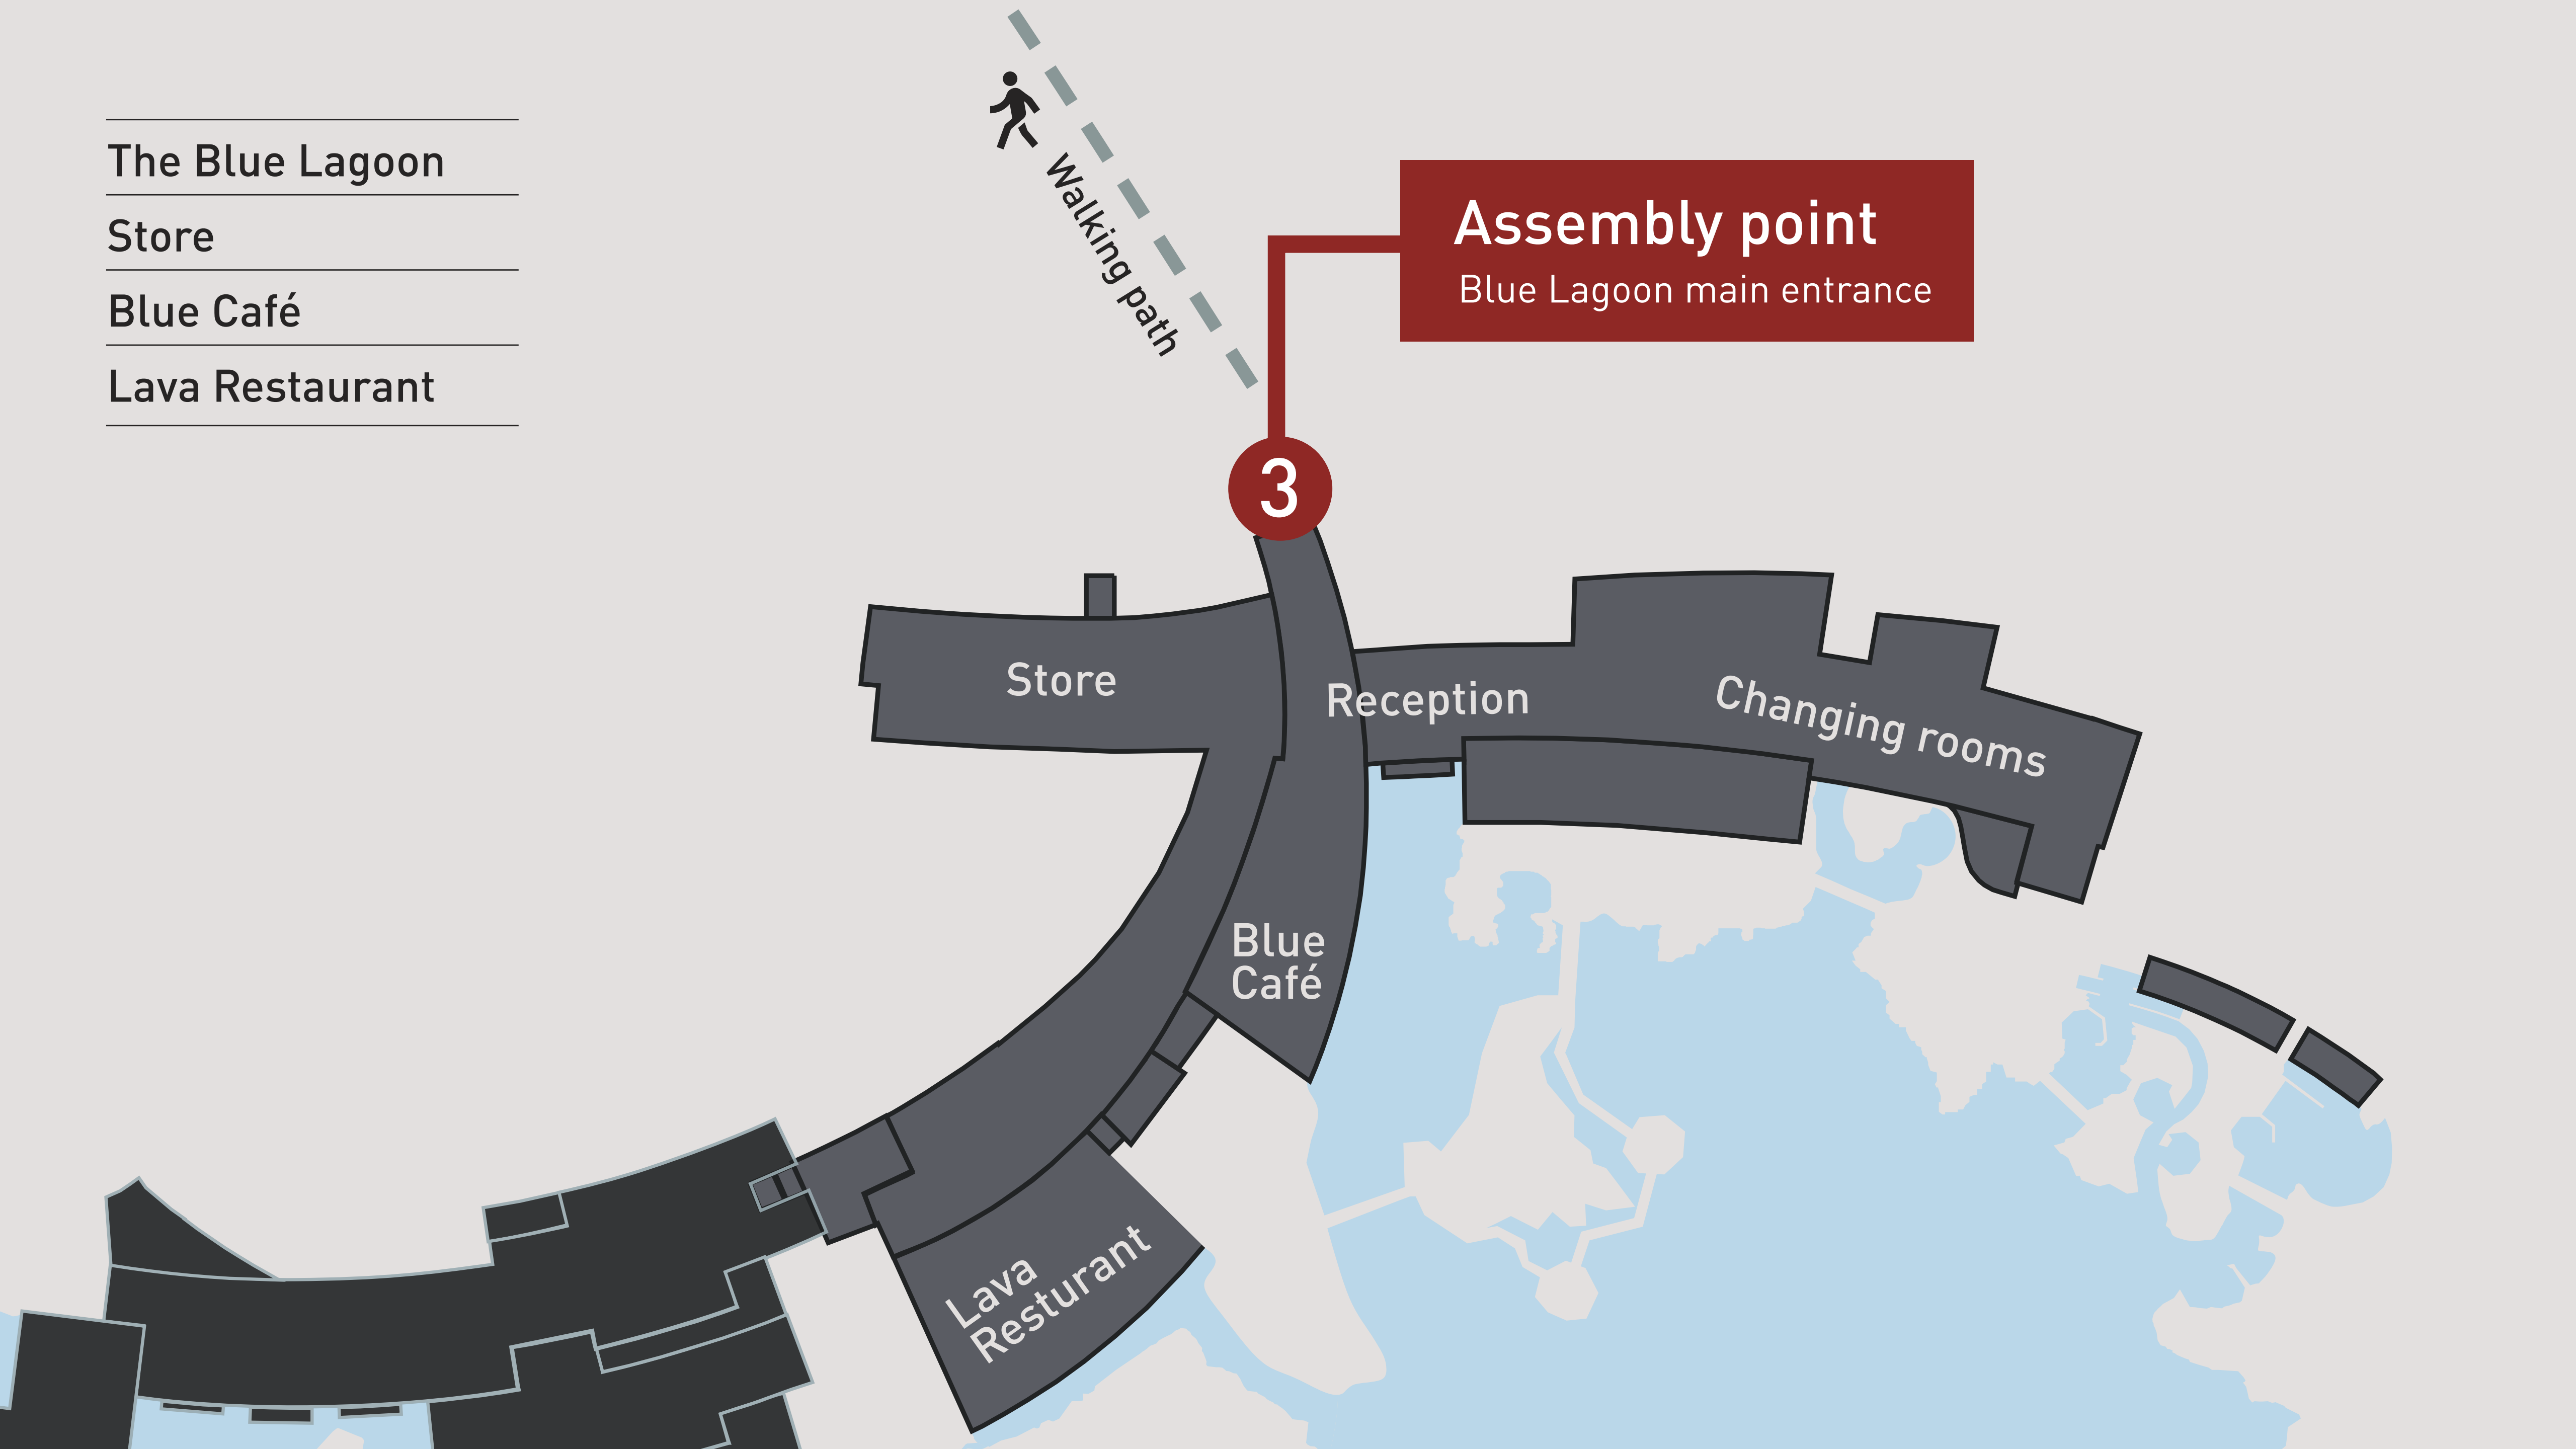 The Blue Lagoon
Store
Blue Café
Lava Restaurant
Walking path
Assembly point
Blue Lagoon main entrance
3
Store
Reception
Changing rooms
Blue
Café
Lava
Resturant